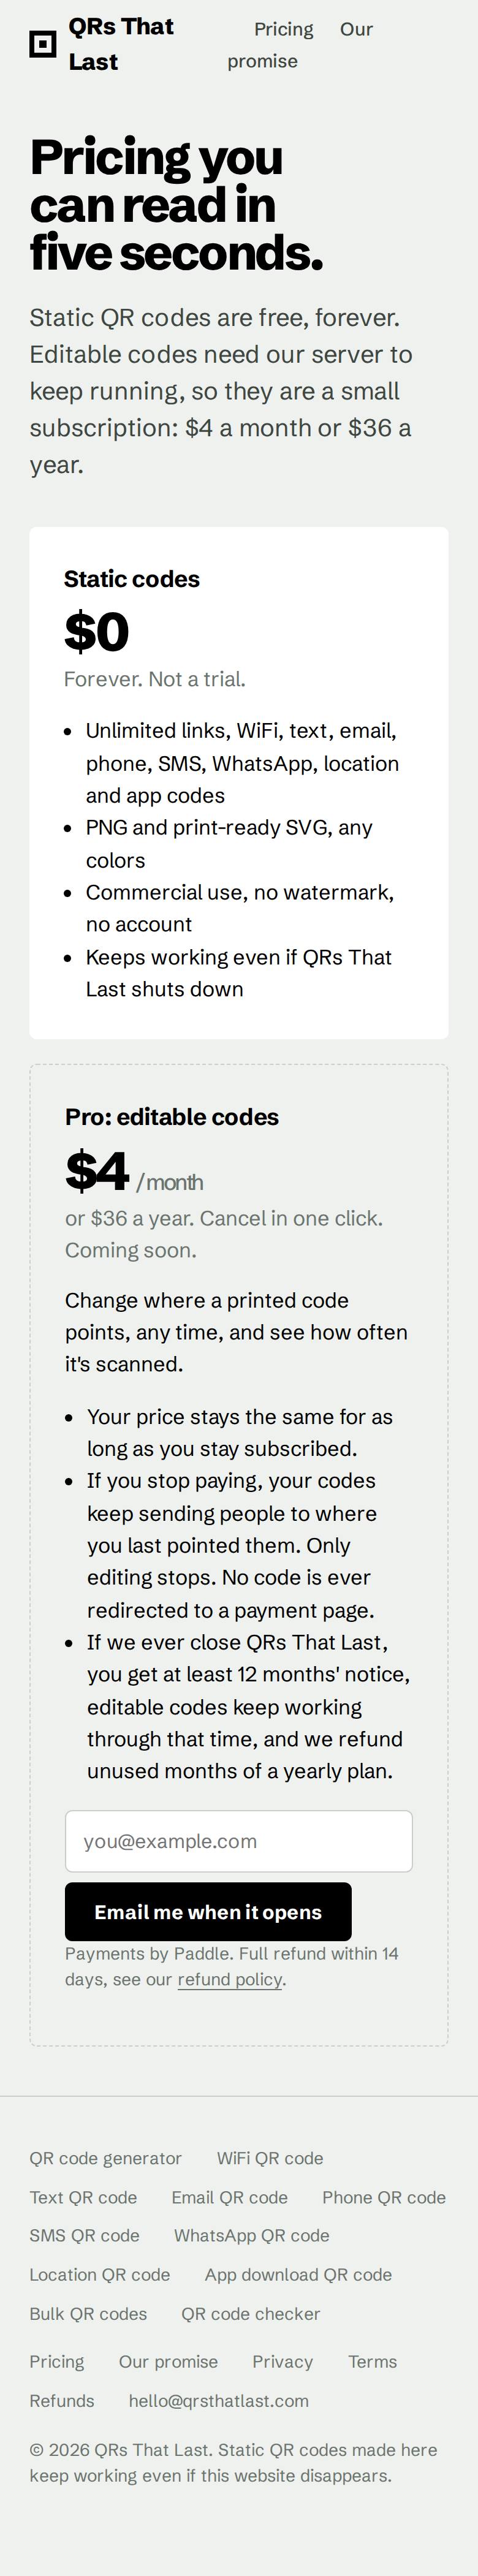 QRs That
Last
Pricing Our
promise
Pricing you
can read in
five seconds.
Static QR codes are free, forever.
Editable codes need our server to
keep running, so they are a small
subscription: $4 a month or $36 a
year.
Static codes
$0
Forever. Not a trial.
• Unlimited links, WiFi, text, email,
phone, SMS, WhatsApp, location
and app codes
• PNG and print-ready SVG, any
colors
• Commercial use, no watermark,
no account
• Keeps working even if QRs That
Last shuts down
Pro: editable codes
$4 /month
or $36 a year. Cancel in one click.
Coming soon.
Change where a printed code
points, any time, and see how often
it's scanned.
• Your price stays the same for as
long as you stay subscribed.
• If you stop paying, your codes
keep sending people to where
you last pointed them. Only
editing stops. No code is ever
redirected to a payment page.
• If we ever close QRs That Last,
you get at least 12 months' notice,
editable codes keep working
through that time, and we refund
unused months of a yearly plan.
you@example.com
Email me when it opens
Payments by Paddle. Full refund within 14
days, see our refund policy.
QR code generator WiFi QR code
Text QR code Email QR code Phone QR code
SMS QR code WhatsApp QR code
Location QR code App download QR code
Bulk QR codes QR code checker
Pricing Our promise Privacy Terms
Refunds hello@qrsthatlast.com
© 2026 QRs That Last. Static QR codes made here
keep working even if this website disappears.